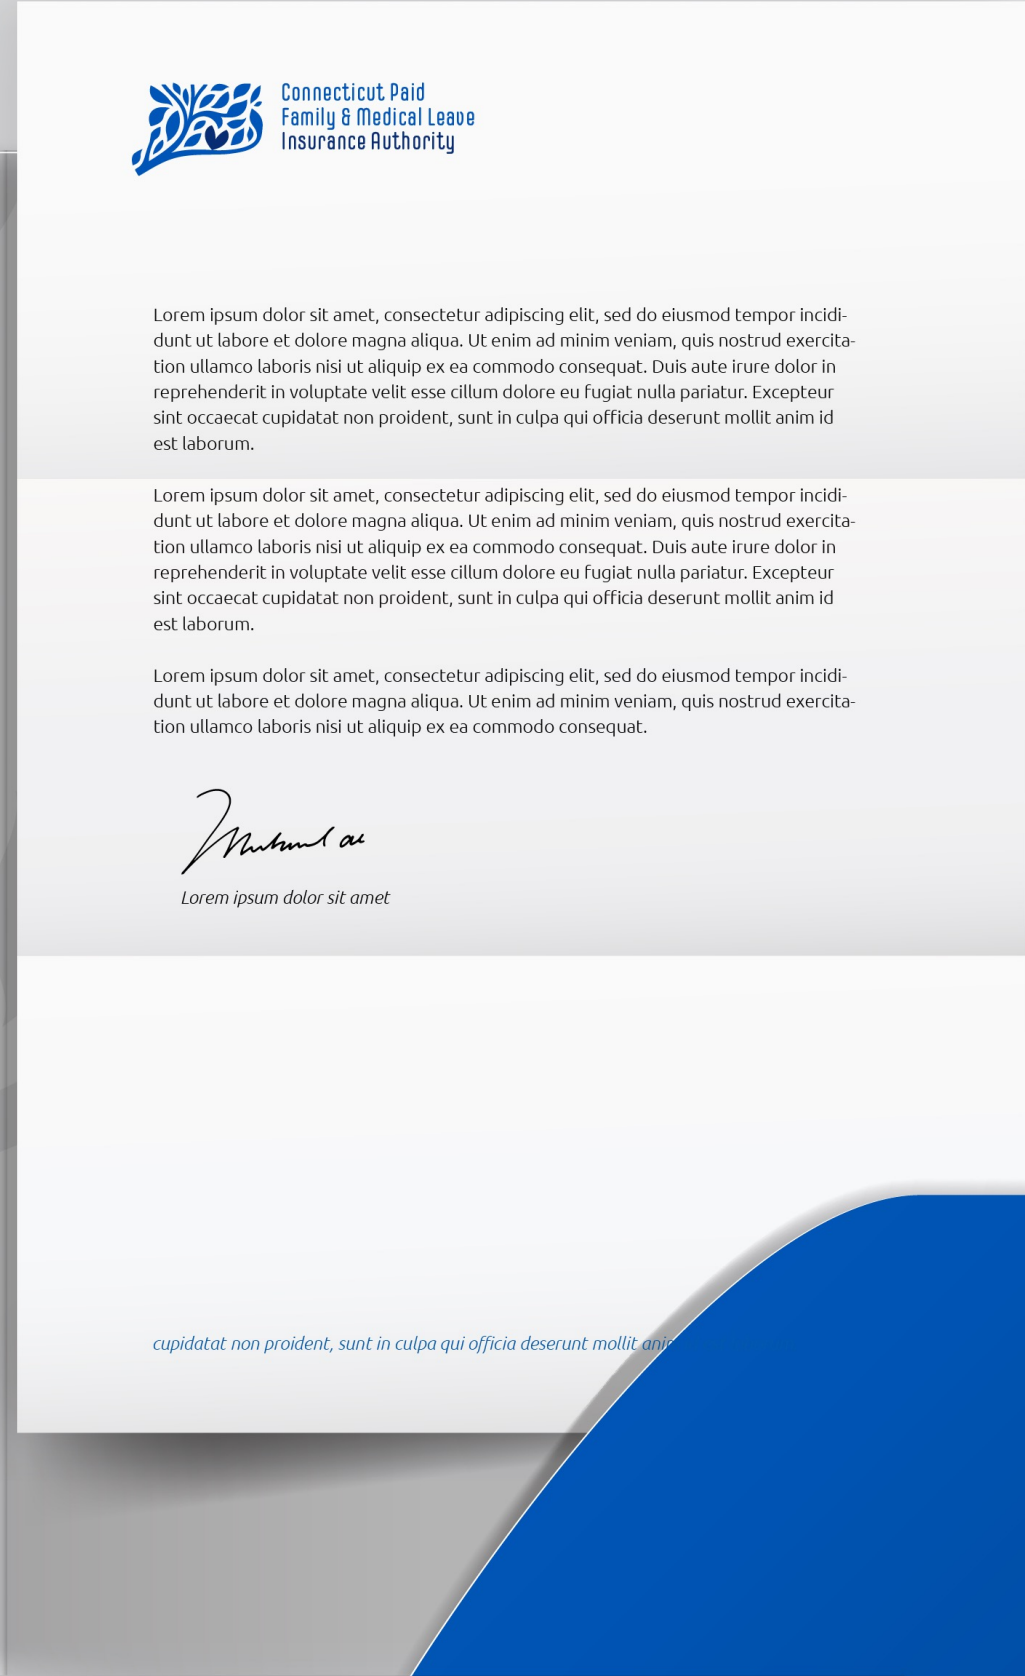 Connecticut Paid
Family & Medical Leave
Insurance Authority
Lorem ipsum dolor sit amet, consectetur adipiscing elit, sed do eiusmod tempor incidi-
dunt ut labore et dolore magna aliqua. Ut enim ad minim veniam, quis nostrud exercita-
tion ullamco laboris nisi ut aliquip ex ea commodo consequat. Duis aute irure dolor in
reprehenderit in voluptate velit esse cillum dolore eu fugiat nulla pariatur. Excepteur
sint occaecat cupidatat non proident, sunt in culpa qui officia deserunt mollit anim id
est laborum.
Lorem ipsum dolor sit amet, consectetur adipiscing elit, sed do eiusmod tempor incidi-
dunt ut labore et dolore magna aliqua. Ut enim ad minim veniam, quis nostrud exercita-
tion ullamco laboris nisi ut aliquip ex ea commodo consequat. Duis aute irure dolor in
reprehenderit in voluptate velit esse cillum dolore eu fugiat nulla pariatur. Excepteur
sint occaecat cupidatat non proident, sunt in culpa qui officia deserunt mollit anim id
est laborum.
Lorem ipsum dolor sit amet, consectetur adipiscing elit, sed do eiusmod tempor incidi-
dunt ut labore et dolore magna aliqua. Ut enim ad minim veniam, quis nostrud exercita-
tion ullamco laboris nisi ut aliquip ex ea commodo consequat.
Lorem ipsum dolor sit amet
cupidatat non proident, sunt in culpa qui officia deserunt mollit